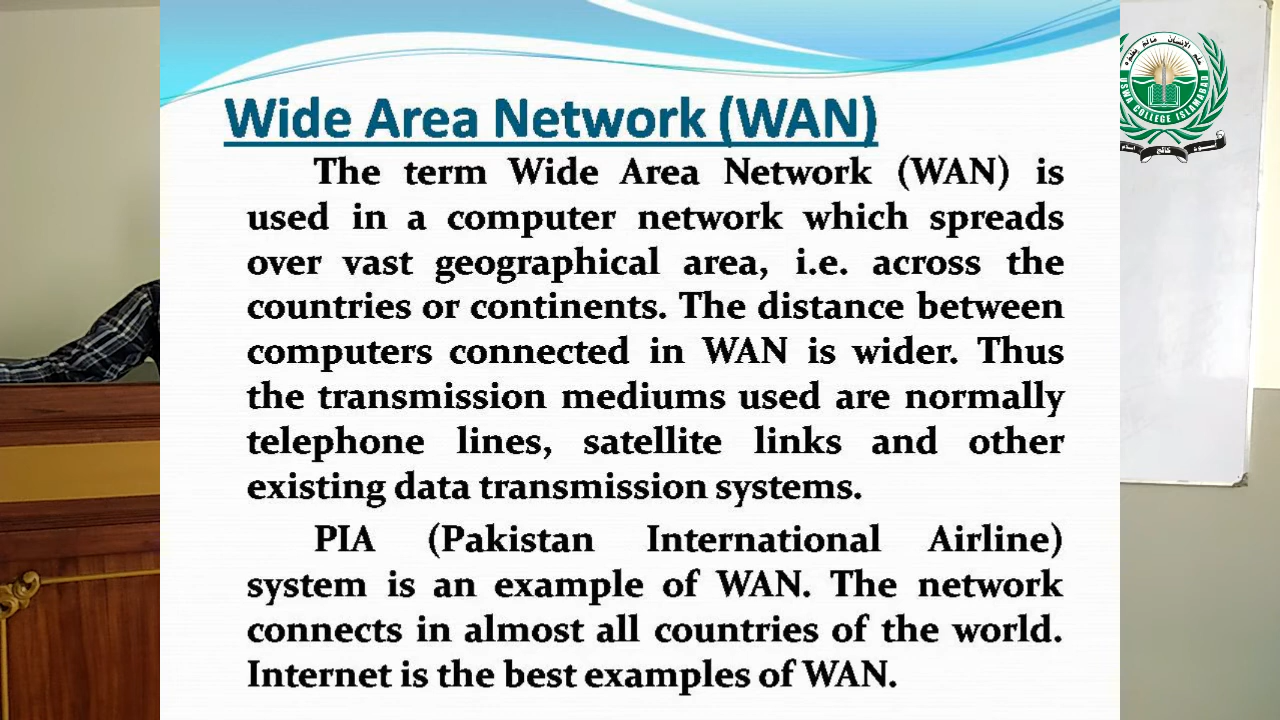 Wide Area Network (WAN)
The term Wide Area Network (WAN) is
used in a computer network which spreads
over vast geographical area, i.e. across the
countries or continents. The distance between
computers connected in WAN is wider. Thus
the transmission mediums used are normally
telephone lines, satellite links and other
existing data transmission systems.
PIA (Pakistan International Airline)
system is an example of WAN. The network
connects in almost all countries of the world.
Internet is the best examples of WAN.
USWA COLLEGE ISLAMABAD